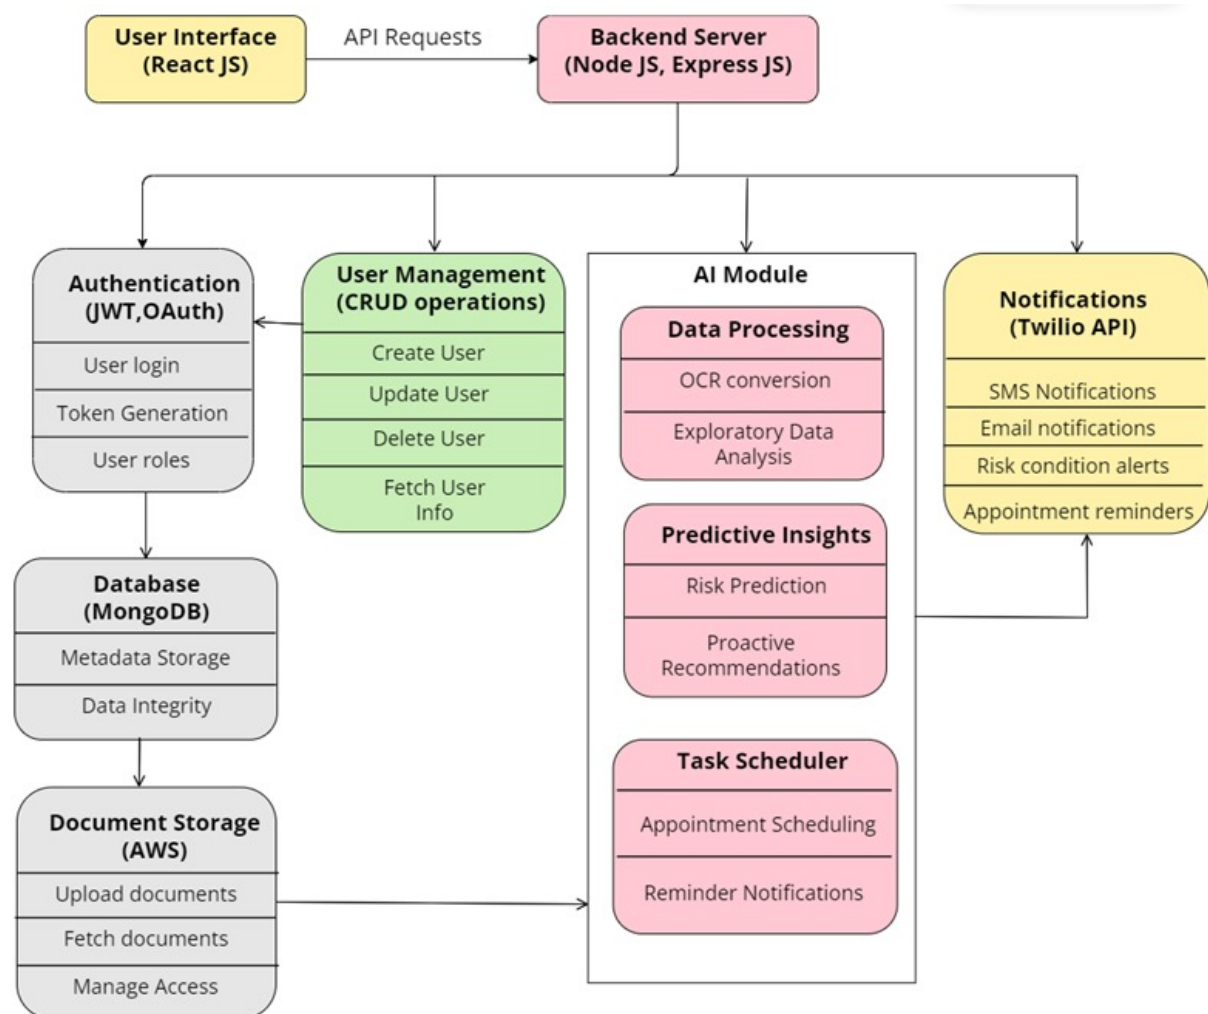 User Interface
(React JS)
API Requests
Backend Server
(Node JS, Express JS)
Authentication
(JWT,OAuth)
User login
Token Generation
User roles
User Management
(CRUD operations)
Create User
Update User
Delete User
Fetch User
Info
AI Module
Data Processing
OCR conversion
Exploratory Data
Analysis
Predictive Insights
Risk Prediction
Proactive
Recommendations
Task Scheduler
Appointment Scheduling
Reminder Notifications
Notifications
(Twilio API)
SMS Notifications
Email notifications
Risk condition alerts
Appointment reminders
Database
(MongoDB)
Metadata Storage
Data Integrity
Document Storage
(AWS)
Upload documents
Fetch documents
Manage Access